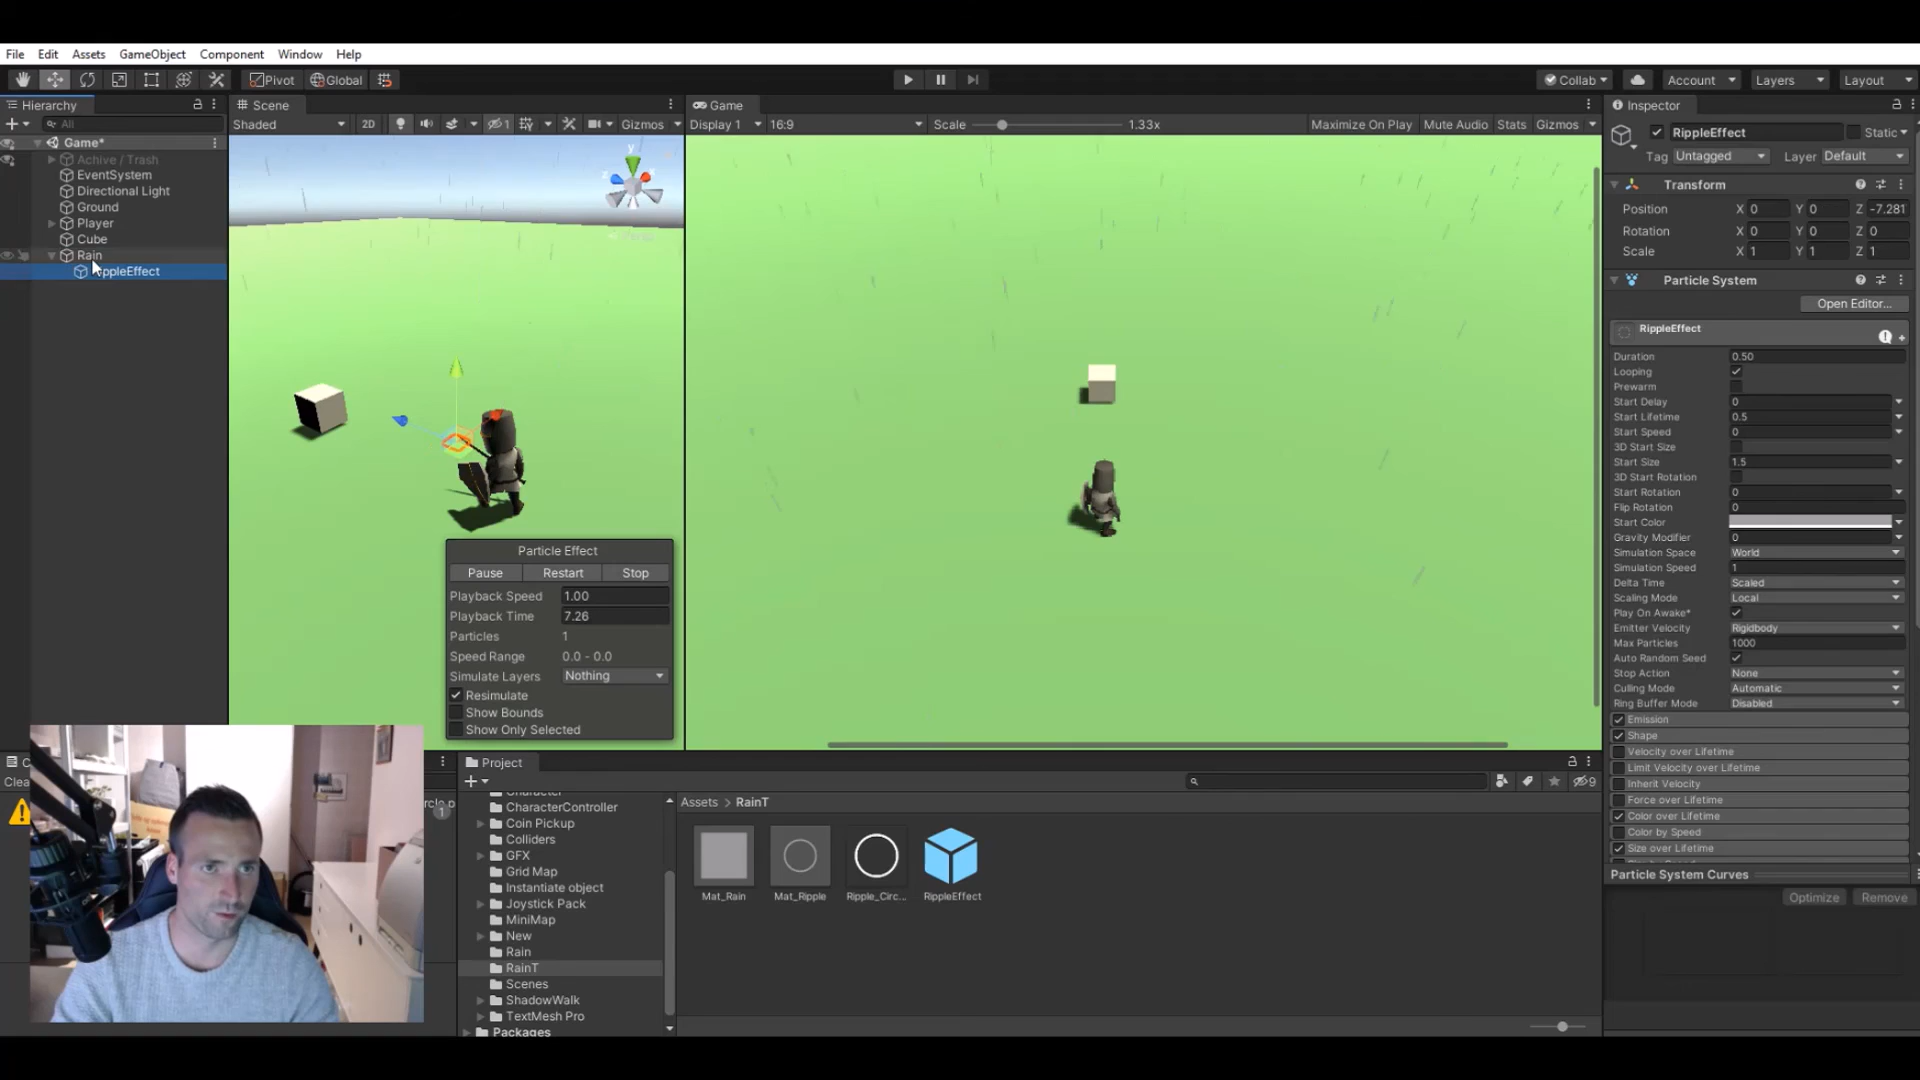 File Edit Assets GameObject Component Window Help
Pivot Global Collab Account Layers Layout
Hierarchy
All
Game*
Achive / Trash
EventSystem
Directional Light
Ground
Player
Cube
Rain
RippleEffect
Scene
Shaded 2D 1 Gizmos
y
z
x
Particle Effect
Pause Restart Stop
Playback Speed 1.00
Playback Time 7.26
Particles 1
Speed Range 0.0 - 0.0
Simulate Layers Nothing
Resimulate
Show Bounds
Show Only Selected
Game
Display 1 16:9 Scale 1.33x Maximize On Play Mute Audio Stats Gizmos
Inspector
RippleEffect Static
Tag Untagged Layer Default
Transform
Position X 0 Y 0 Z -7.281
Rotation X 0 Y 0 Z 0
Scale X 1 Y 1 Z 1
Particle System
Open Editor...
RippleEffect
Duration 0.50
Looping
Prewarm
Start Delay 0
Start Lifetime 0.5
Start Speed 0
3D Start Size
Start Size 1.5
3D Start Rotation
Start Rotation 0
Flip Rotation 0
Start Color
Gravity Modifier 0
Simulation Space World
Simulation Speed 1
Delta Time Scaled
Scaling Mode Local
Play On Awake*
Emitter Velocity Rigidbody
Max Particles 1000
Auto Random Seed
Stop Action None
Culling Mode Automatic
Ring Buffer Mode Disabled
Emission
Shape
Velocity over Lifetime
Limit Velocity over Lifetime
Inherit Velocity
Force over Lifetime
Color over Lifetime
Color by Speed
Size over Lifetime
Particle System Curves
Optimize Remove
Clea
1
Project
9
CharacterController
Coin Pickup
Colliders
GFX
Grid Map
Instantiate object
Joystick Pack
MiniMap
New
Rain
RainT
Scenes
ShadowWalk
TextMesh Pro
Packages
Assets > RainT
Mat_Rain Mat_Ripple Ripple_Circ... RippleEffect